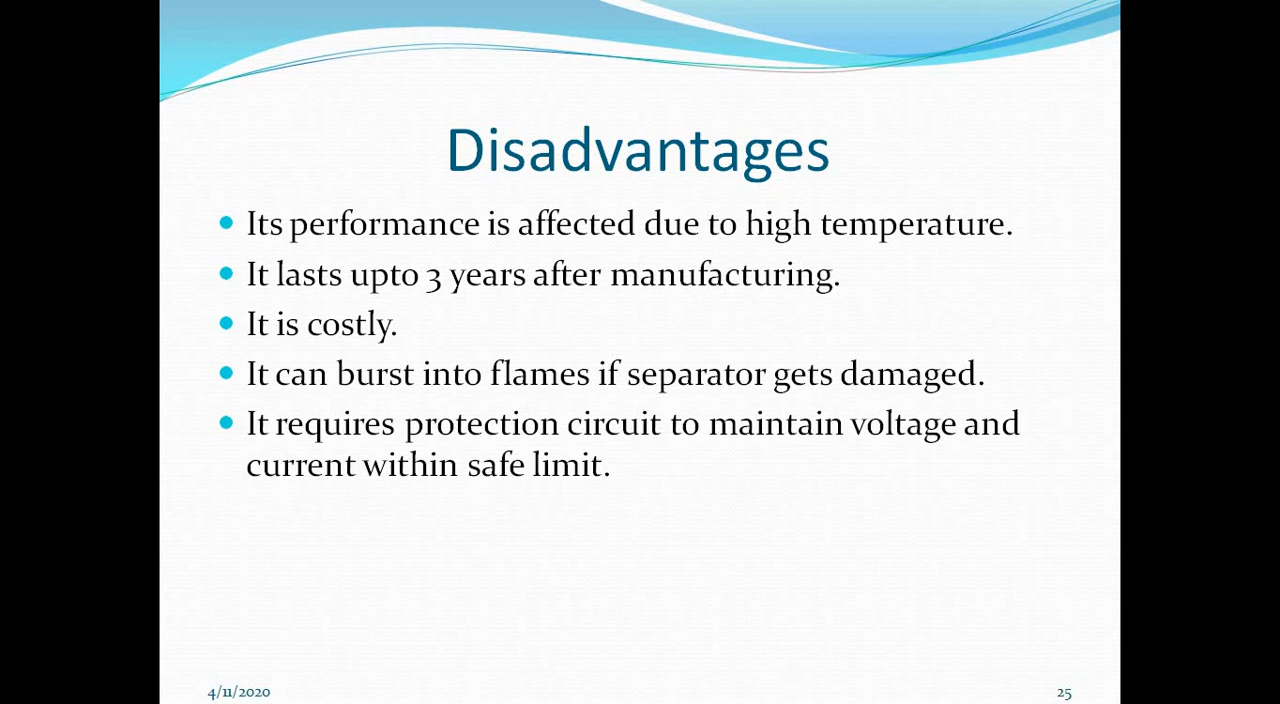 Disadvantages
• Its performance is affected due to high temperature.
• It lasts upto 3 years after manufacturing.
• It is costly.
• It can burst into flames if separator gets damaged.
• It requires protection circuit to maintain voltage and
current within safe limit.
4/11/2020
25